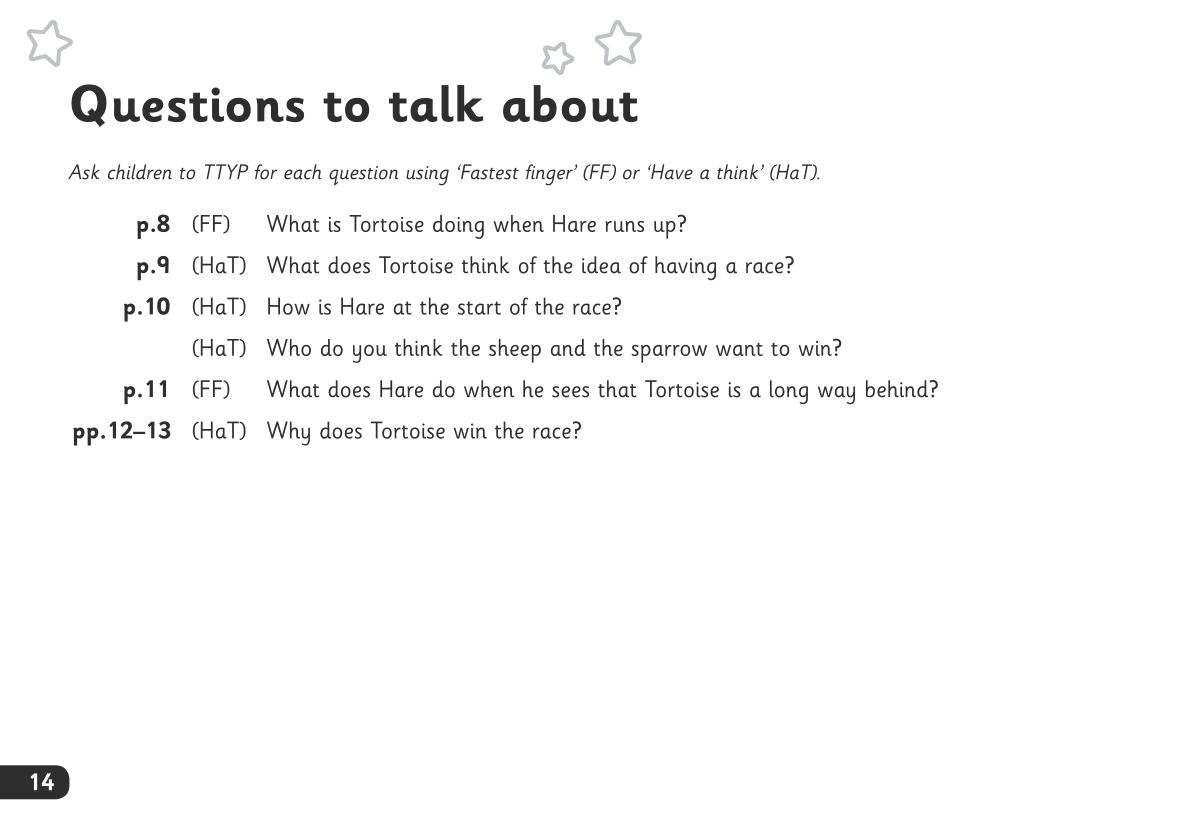 Questions to talk about
Ask children to TTYP for each question using ‘Fastest finger’ (FF) or ‘Have a think’ (HaT).
p.8 (FF) What is Tortoise doing when Hare runs up?
p.9 (HaT) What does Tortoise think of the idea of having a race?
p.10 (HaT) How is Hare at the start of the race?
(HaT) Who do you think the sheep and the sparrow want to win?
p.11 (FF) What does Hare do when he sees that Tortoise is a long way behind?
pp.12–13 (HaT) Why does Tortoise win the race?
14